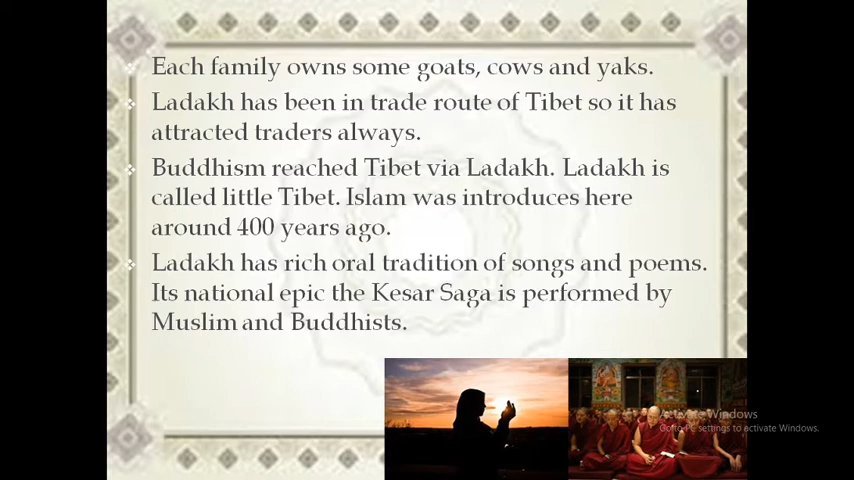 Each family owns some goats, cows and yaks.
Ladakh has been in trade route of Tibet so it has
attracted traders always.
Buddhism reached Tibet via Ladakh. Ladakh is
called little Tibet. Islam was introduces here
around 400 years ago.
Ladakh has rich oral tradition of songs and poems.
Its national epic the Kesar Saga is performed by
Muslim and Buddhists.
Activate Windows
Go to PC settings to activate Windows.